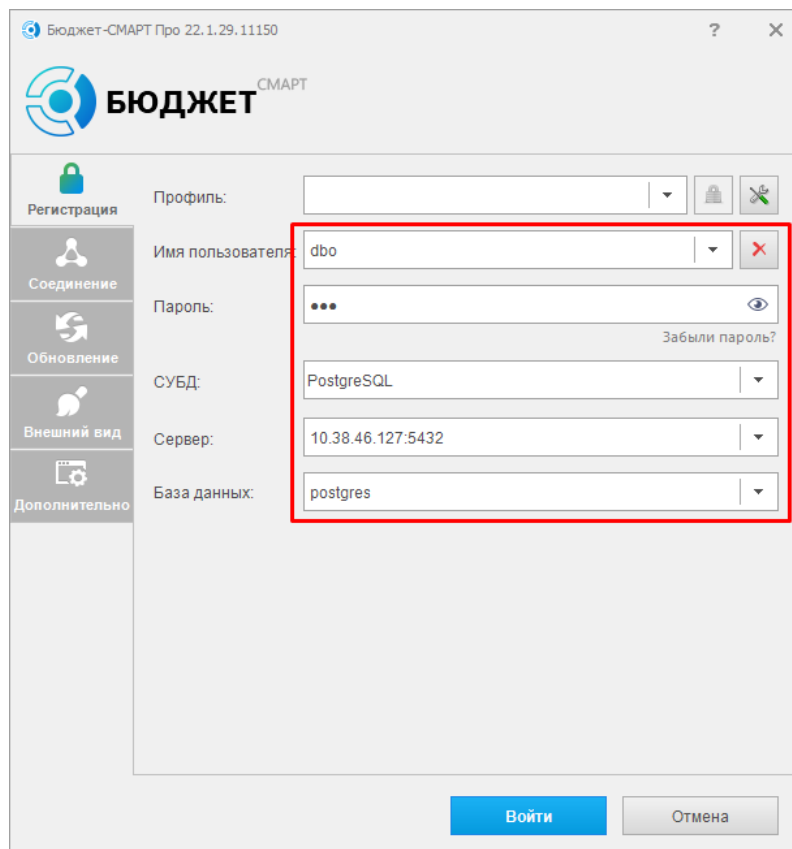 Бюджет-СМАРТ Про 22.1.29.11150
?
БЮДЖЕТ СМАРТ
Регистрация
Соединение
Обновление
Внешний вид
Дополнительно
Профиль:
Имя пользователя: dbo
Пароль: •••
Забыли пароль?
СУБД: PostgreSQL
Сервер: 10.38.46.127:5432
База данных: postgres
Войти
Отмена